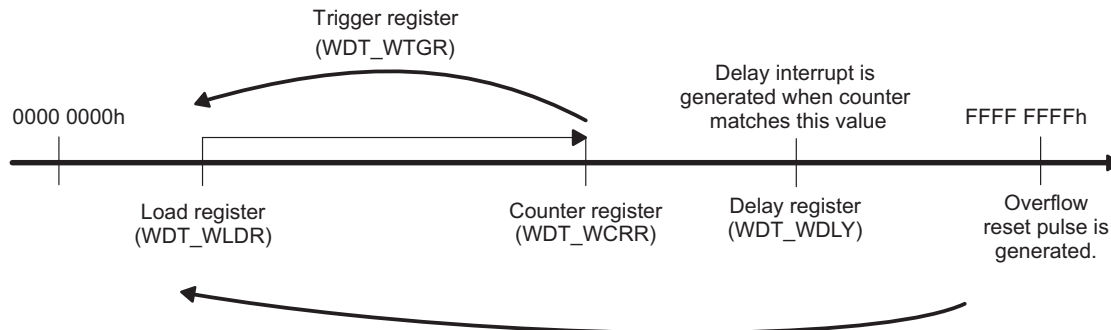 Trigger register
(WDT_WTGR)
Delay interrupt is
generated when counter
matches this value
0000 0000h
FFFF FFFFh
Load register
(WDT_WLDR)
Counter register
(WDT_WCRR)
Delay register
(WDT_WDLY)
Overflow
reset pulse is
generated.